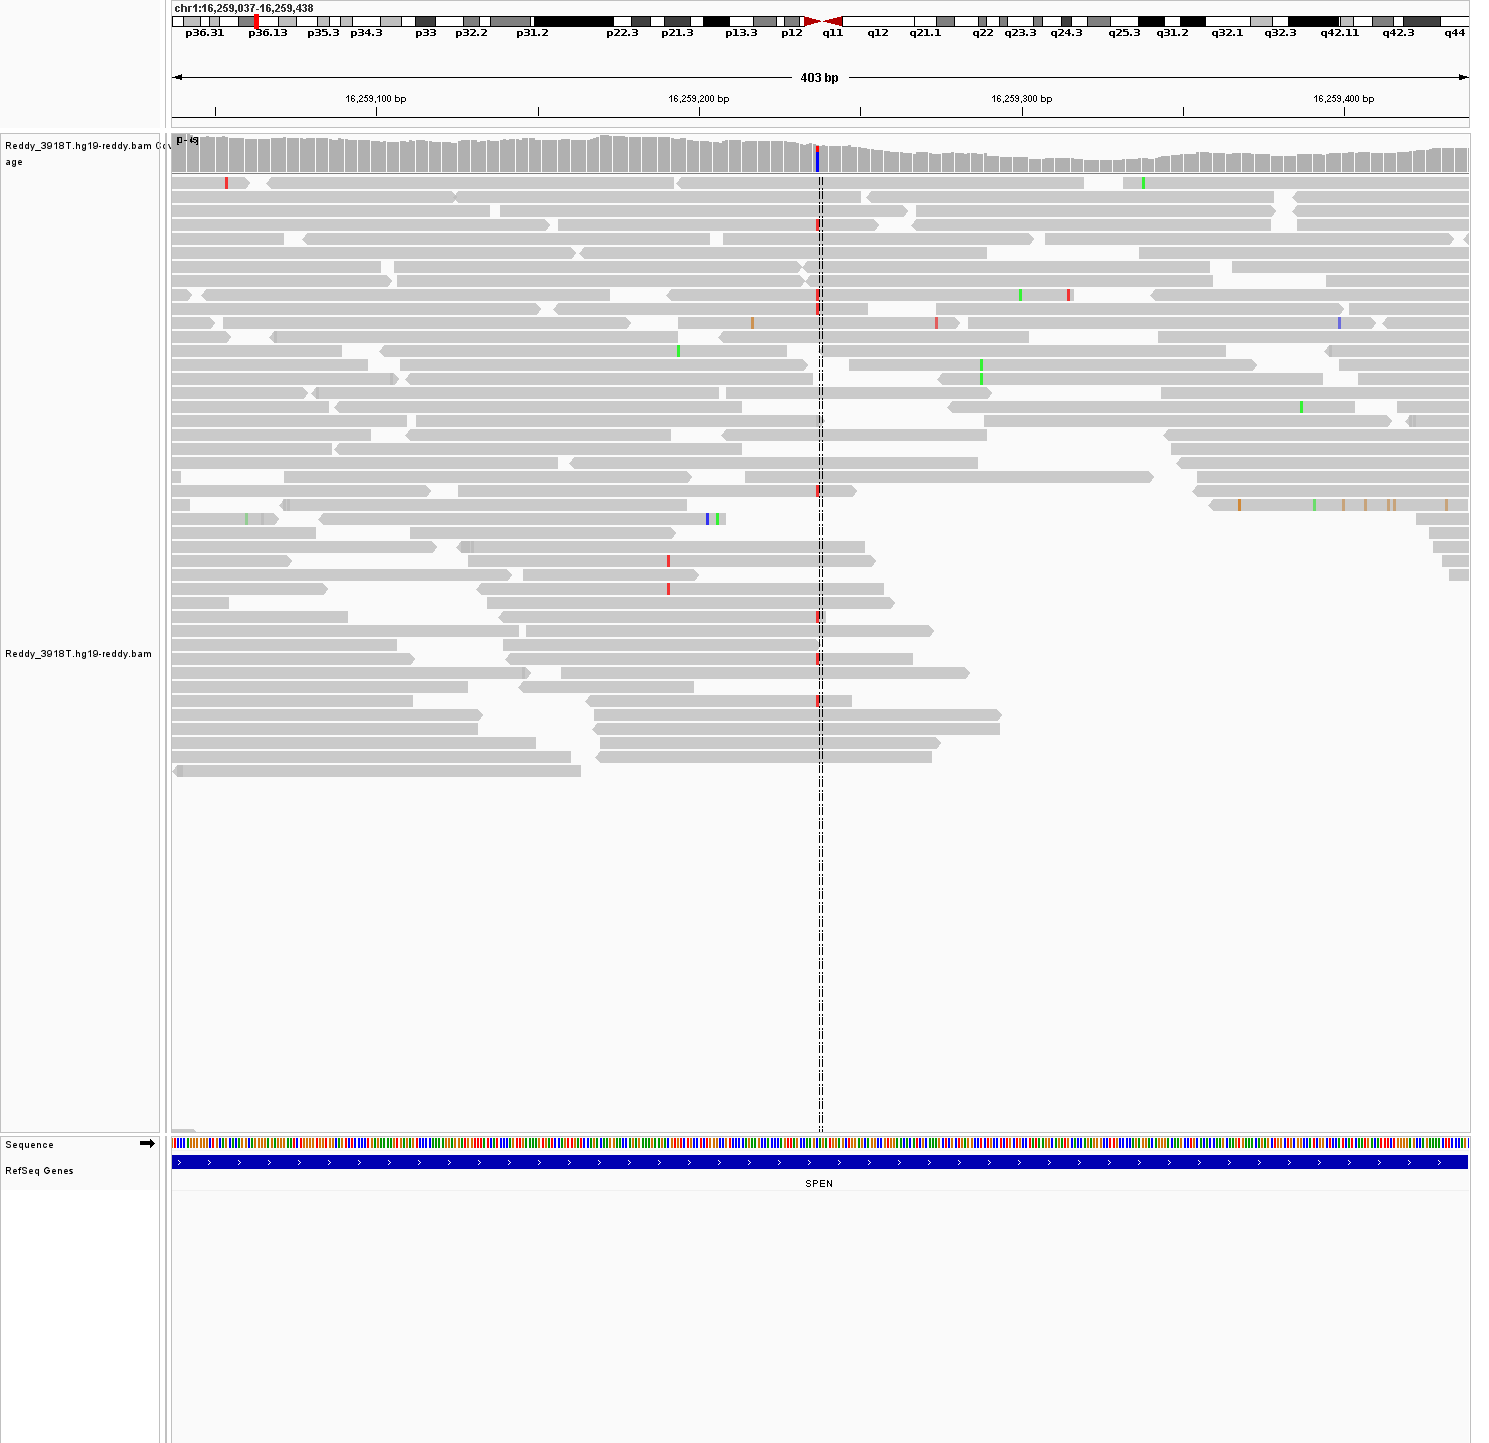 chr1:16,259,037-16,259,438
p36.31 p36.13 p35.3 p34.3 p33 p32.2 p31.2 p22.3 p21.3 p13.3 p12 q11 q12 q21.1 q22 q23.3 q24.3 q25.3 q31.2 q32.1 q32.3 q42.11 q42.3 q44
403 bp
16,259,100 bp 16,259,200 bp 16,259,300 bp 16,259,400 bp
Reddy_3918T.hg19-reddy.bam Cov
age
Reddy_3918T.hg19-reddy.bam
Sequence
RefSeq Genes
SPEN